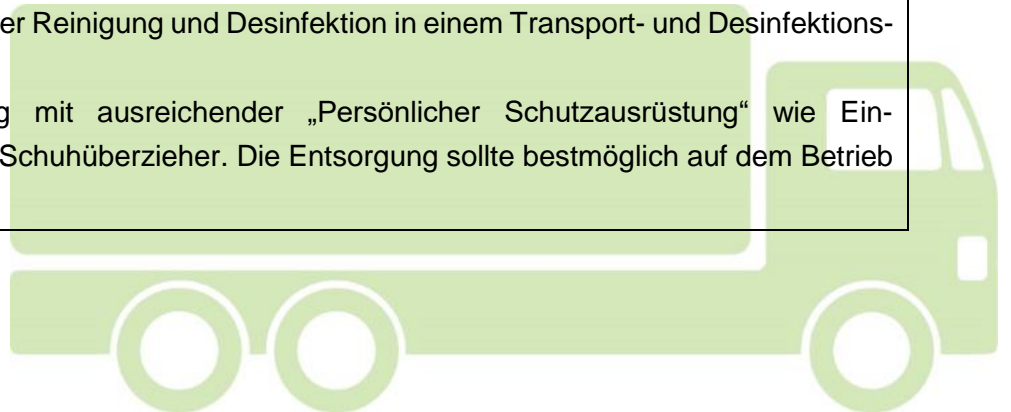 er Reinigung und Desinfektion in einem Transport- und Desinfektions-
mit ausreichender „Persönlicher Schutzausrüstung“ wie Ein-
Schuhüberzieher. Die Entsorgung sollte bestmöglich auf dem Betrieb